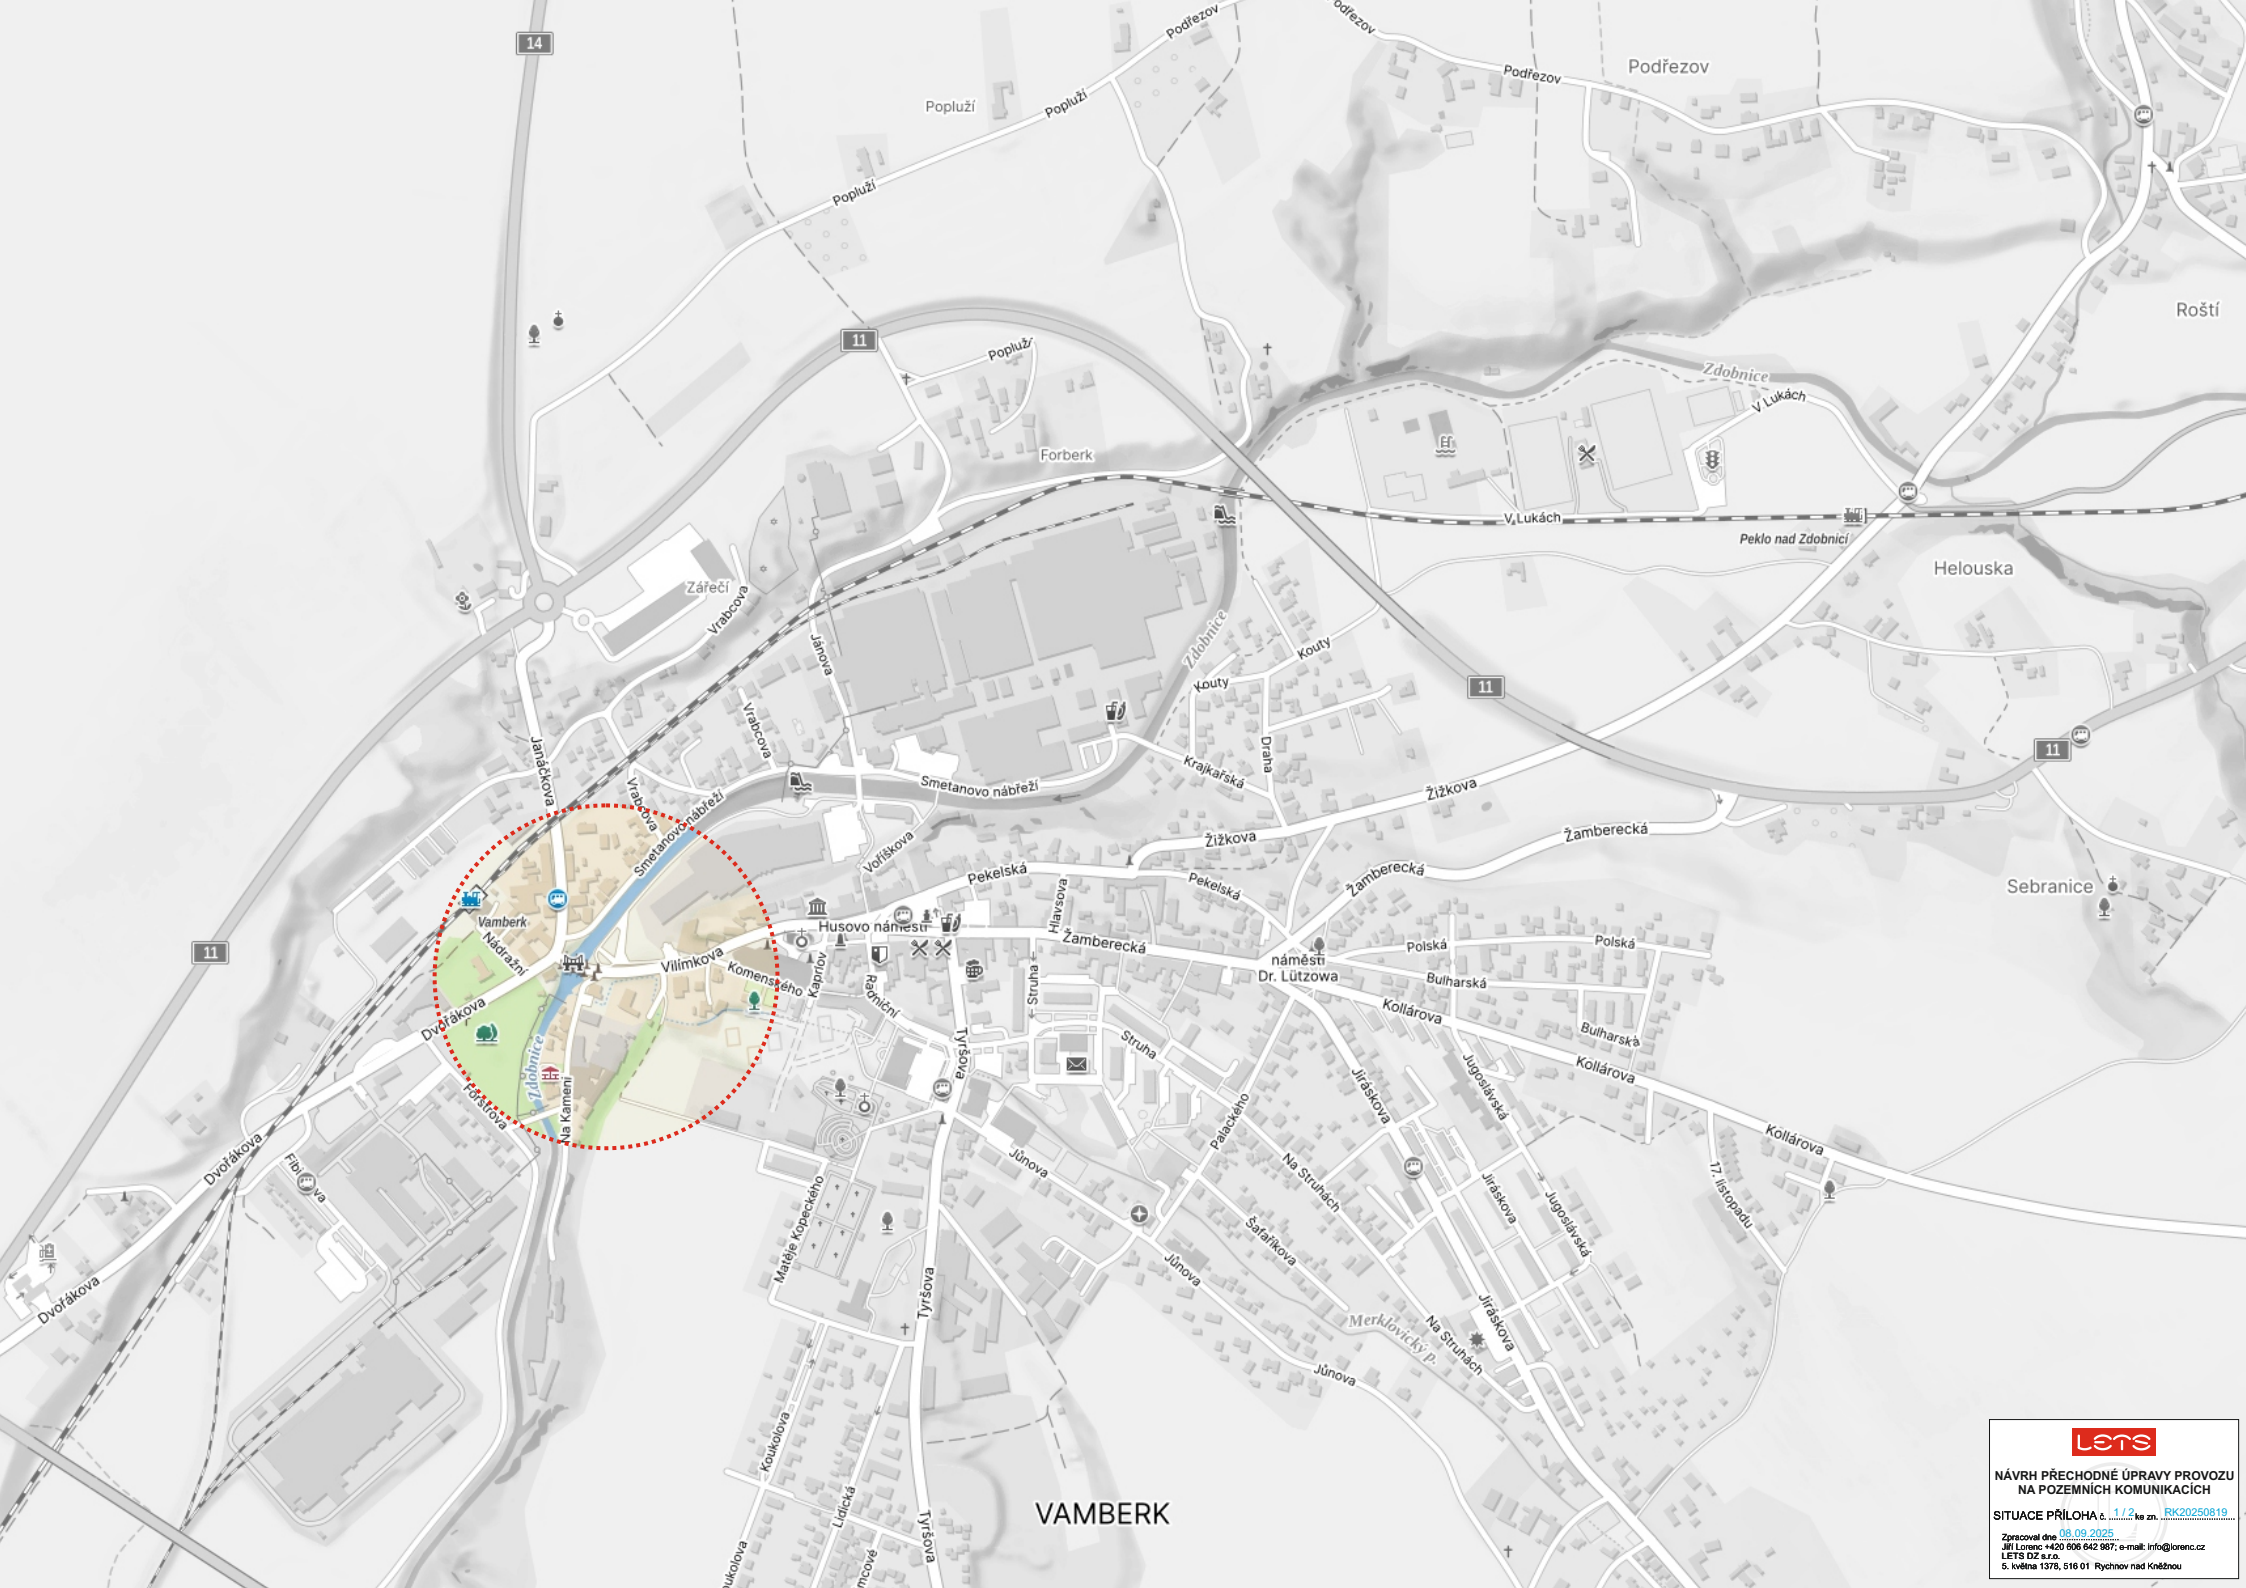 14
Podřezov
Podřezov
Podřezov
Podřezov
Popluží
Popluží
Popluží
Roští
11
Popluží
Zdobnice
V Lukách
Forberk
V Lukách
Peklo nad Zdobnicí
Helouska
Zářečí
Vrabcova
Jánova
Zdobnice
Kouty
Kouty
11
11
Janáčkova
Vrabcova
Draha
Krajkařská
Smetanovo nábřeží
Žižkova
Žižkova
Žamberecká
Vrabcova
Smetanovo nábřeží
Voříškova
Pekelská
Pekelská
Žamberecká
Hlavsova
Sebranice
Vamberk
Nádražní
Husovo náměstí
Žamberecká
11
Vilímkova
Komenského
Kaprlov
Radniční
Struha
náměstí
Dr. Lützowa
Polská
Polská
Bulharská
Bulharská
Kollárova
Kollárova
Kollárova
Dvořákova
Zdobnice
Na Kameni
Forstrova
Tyršova
Struha
Jiráskova
Jugoslávská
Palackého
Dvořákova
Matěje Kopeckého
Jůnova
Na Struhách
Jiráskova
Jugoslávská
17. listopadu
Šafaříkova
Jůnova
Dvořákova
Tyršova
Merklovický p.
Na Struhách
Jiráskova
Jůnova
Koukolova
Lidická
Tyršova
VAMBERK
LETS
NÁVRH PŘECHODNÉ ÚPRAVY PROVOZU
NA POZEMNÍCH KOMUNIKACÍCH
SITUACE PŘÍLOHA č. 1 / 2 ke zn. RK20250819
Zpracoval dne 08.09.2025
Jiří Lorenc +420 606 642 987; e-mail: info@lorenc.cz
LETS DZ s.r.o.
5. května 1378, 516 01 Rychnov nad Kněžnou